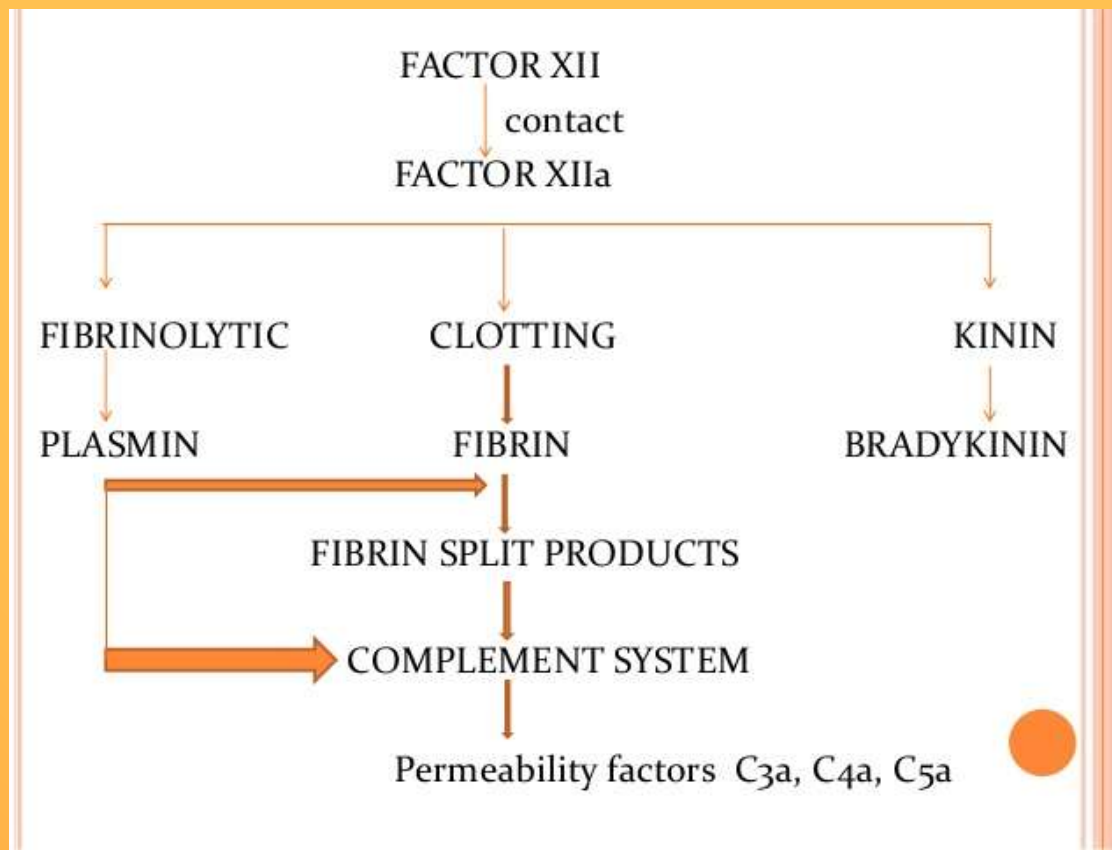 FACTOR XII
contact
FACTOR XIIa
FIBRINOLYTIC CLOTTING KININ
PLASMIN FIBRIN BRADYKININ
FIBRIN SPLIT PRODUCTS
COMPLEMENT SYSTEM
Permeability factors C3a, C4a, C5a